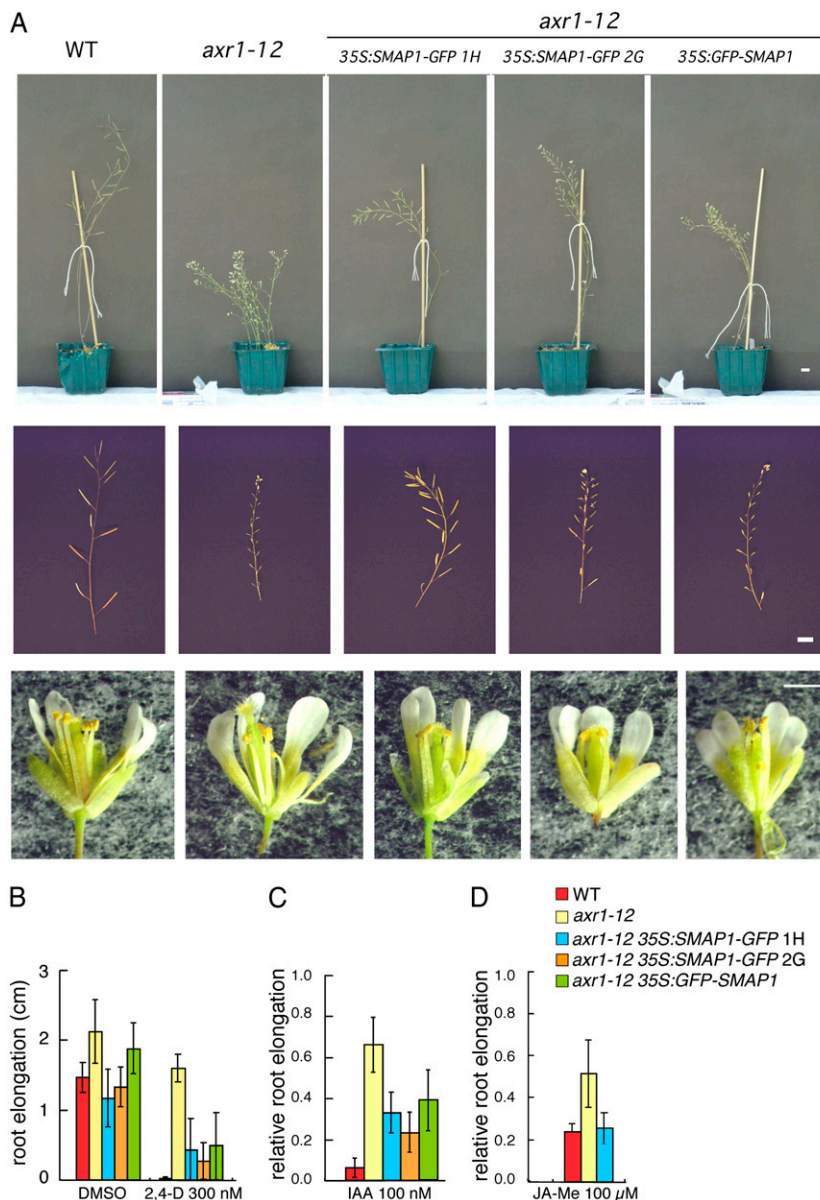 A
axr1-12
WT
axr1-12
35S:SMAP1-GFP 1H
35S:SMAP1-GFP 2G
35S:GFP-SMAP1
B
C
D
WT
axr1-12
axr1-12 35S:SMAP1-GFP 1H
axr1-12 35S:SMAP1-GFP 2G
axr1-12 35S:GFP-SMAP1
root elongation (cm)
3
2
1
0
DMSO
2,4-D 300 nM
relative root elongation
1.0
0.8
0.6
0.4
0.2
0.0
IAA 100 nM
relative root elongation
1.0
0.8
0.6
0.4
0.2
0.0
JA-Me 100 µM